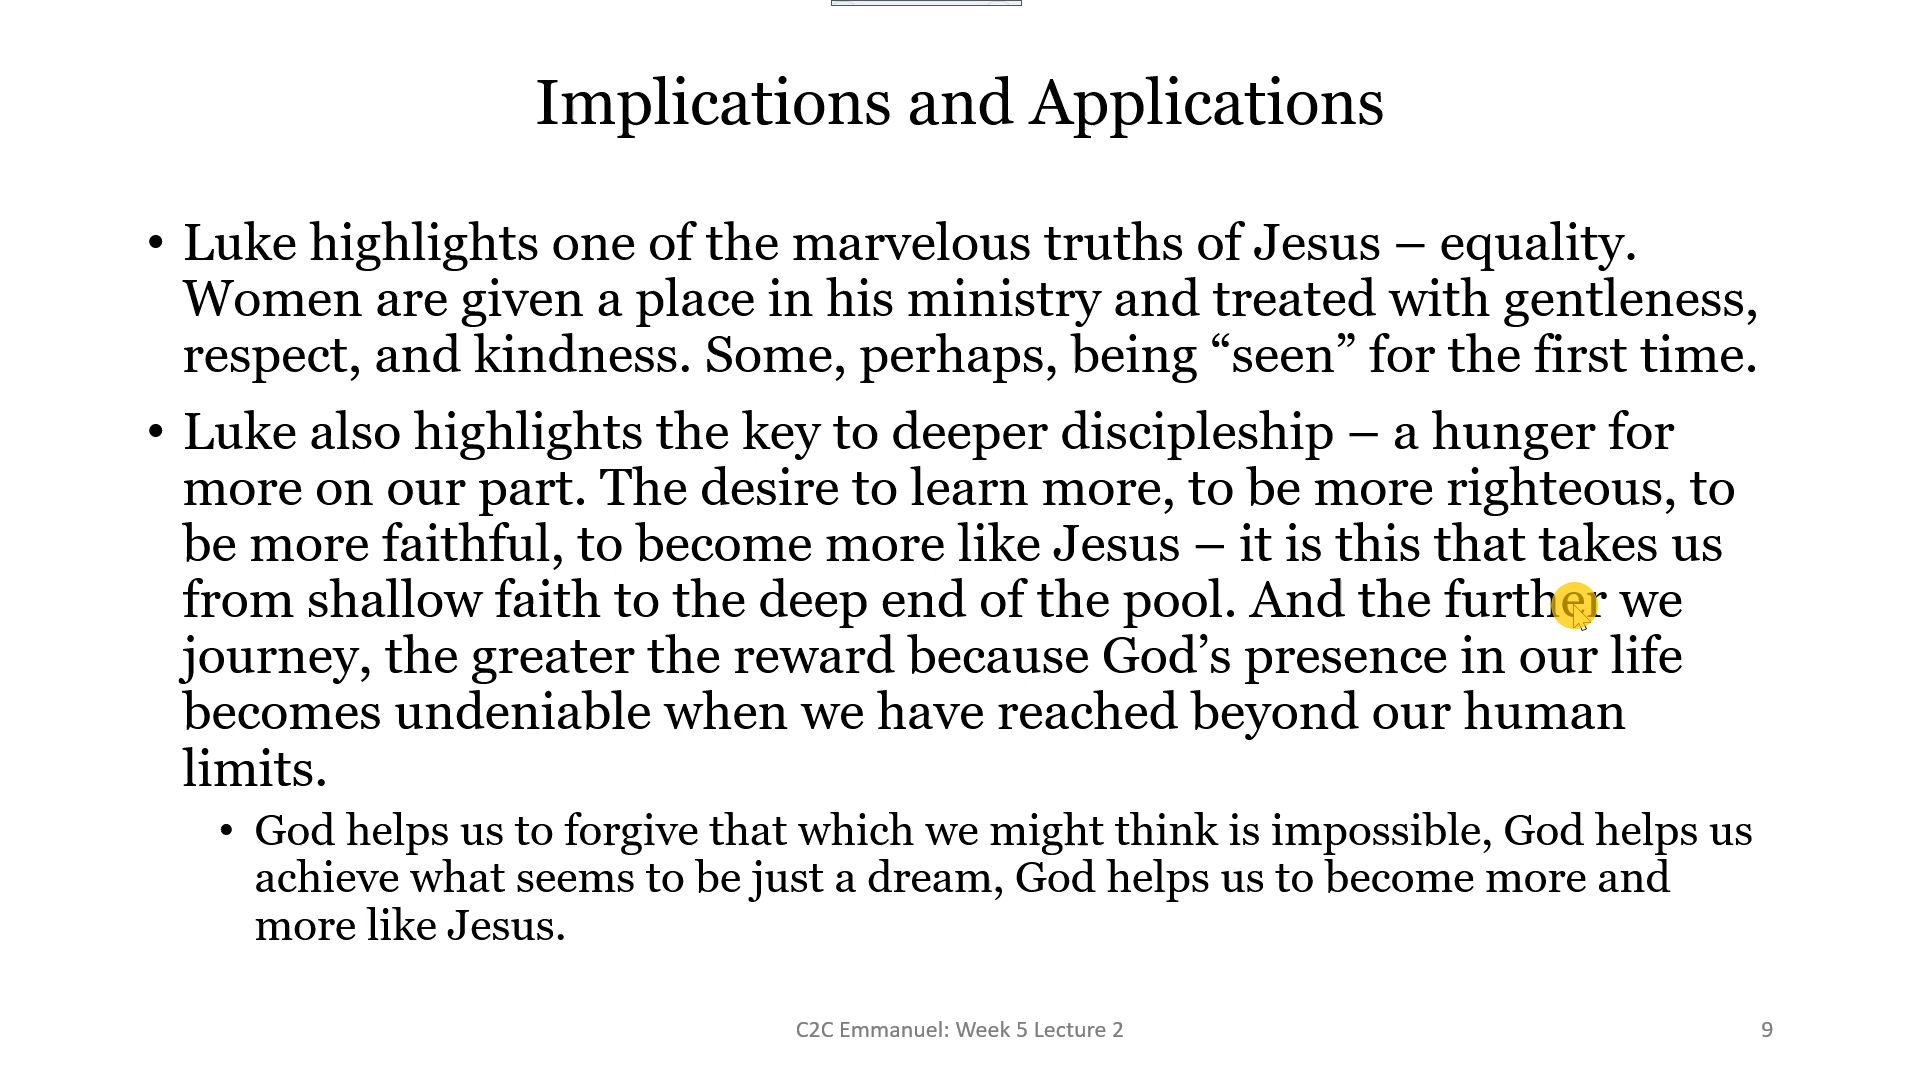 Implications and Applications
• Luke highlights one of the marvelous truths of Jesus – equality.
Women are given a place in his ministry and treated with gentleness,
respect, and kindness. Some, perhaps, being “seen” for the first time.
• Luke also highlights the key to deeper discipleship – a hunger for
more on our part. The desire to learn more, to be more righteous, to
be more faithful, to become more like Jesus – it is this that takes us
from shallow faith to the deep end of the pool. And the further we
journey, the greater the reward because God’s presence in our life
becomes undeniable when we have reached beyond our human
limits.
• God helps us to forgive that which we might think is impossible, God helps us
achieve what seems to be just a dream, God helps us to become more and
more like Jesus.
C2C Emmanuel: Week 5 Lecture 2
9